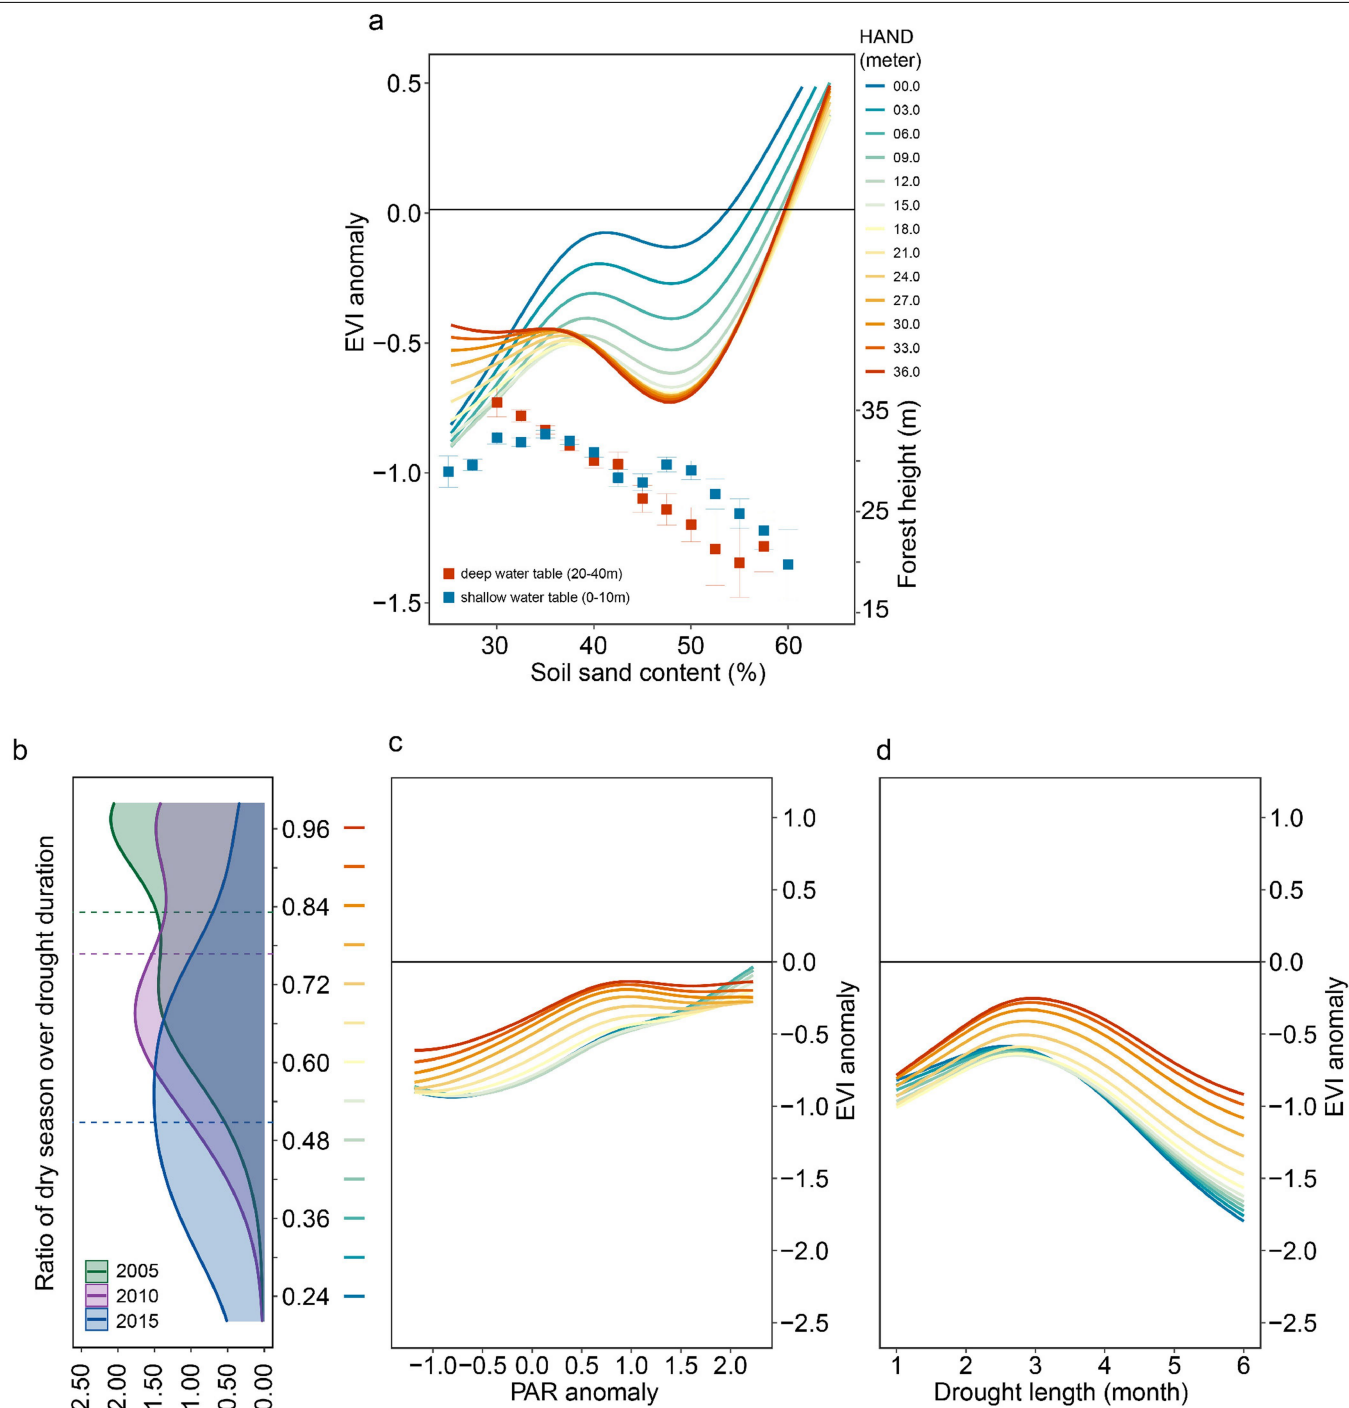 a
HAND
(meter)
00.0
03.0
06.0
09.0
12.0
15.0
18.0
21.0
24.0
27.0
30.0
33.0
36.0
0.5
0.0
−0.5
−1.0
−1.5
EVI anomaly
35
25
15
Forest height (m)
deep water table (20-40m)
shallow water table (0-10m)
30 40 50 60
Soil sand content (%)
b
Ratio of dry season over drought duration
0.96
0.84
0.72
0.60
0.48
0.36
0.24
2005
2010
2015
2.50 2.00 1.50 1.00 0.50 0.00
c
1.0
0.5
0.0
−0.5
−1.0
−1.5
−2.0
−2.5
EVI anomaly
−1.0 −0.5 0.0 0.5 1.0 1.5 2.0
PAR anomaly
d
1.0
0.5
0.0
−0.5
−1.0
−1.5
−2.0
−2.5
EVI anomaly
1 2 3 4 5 6
Drought length (month)